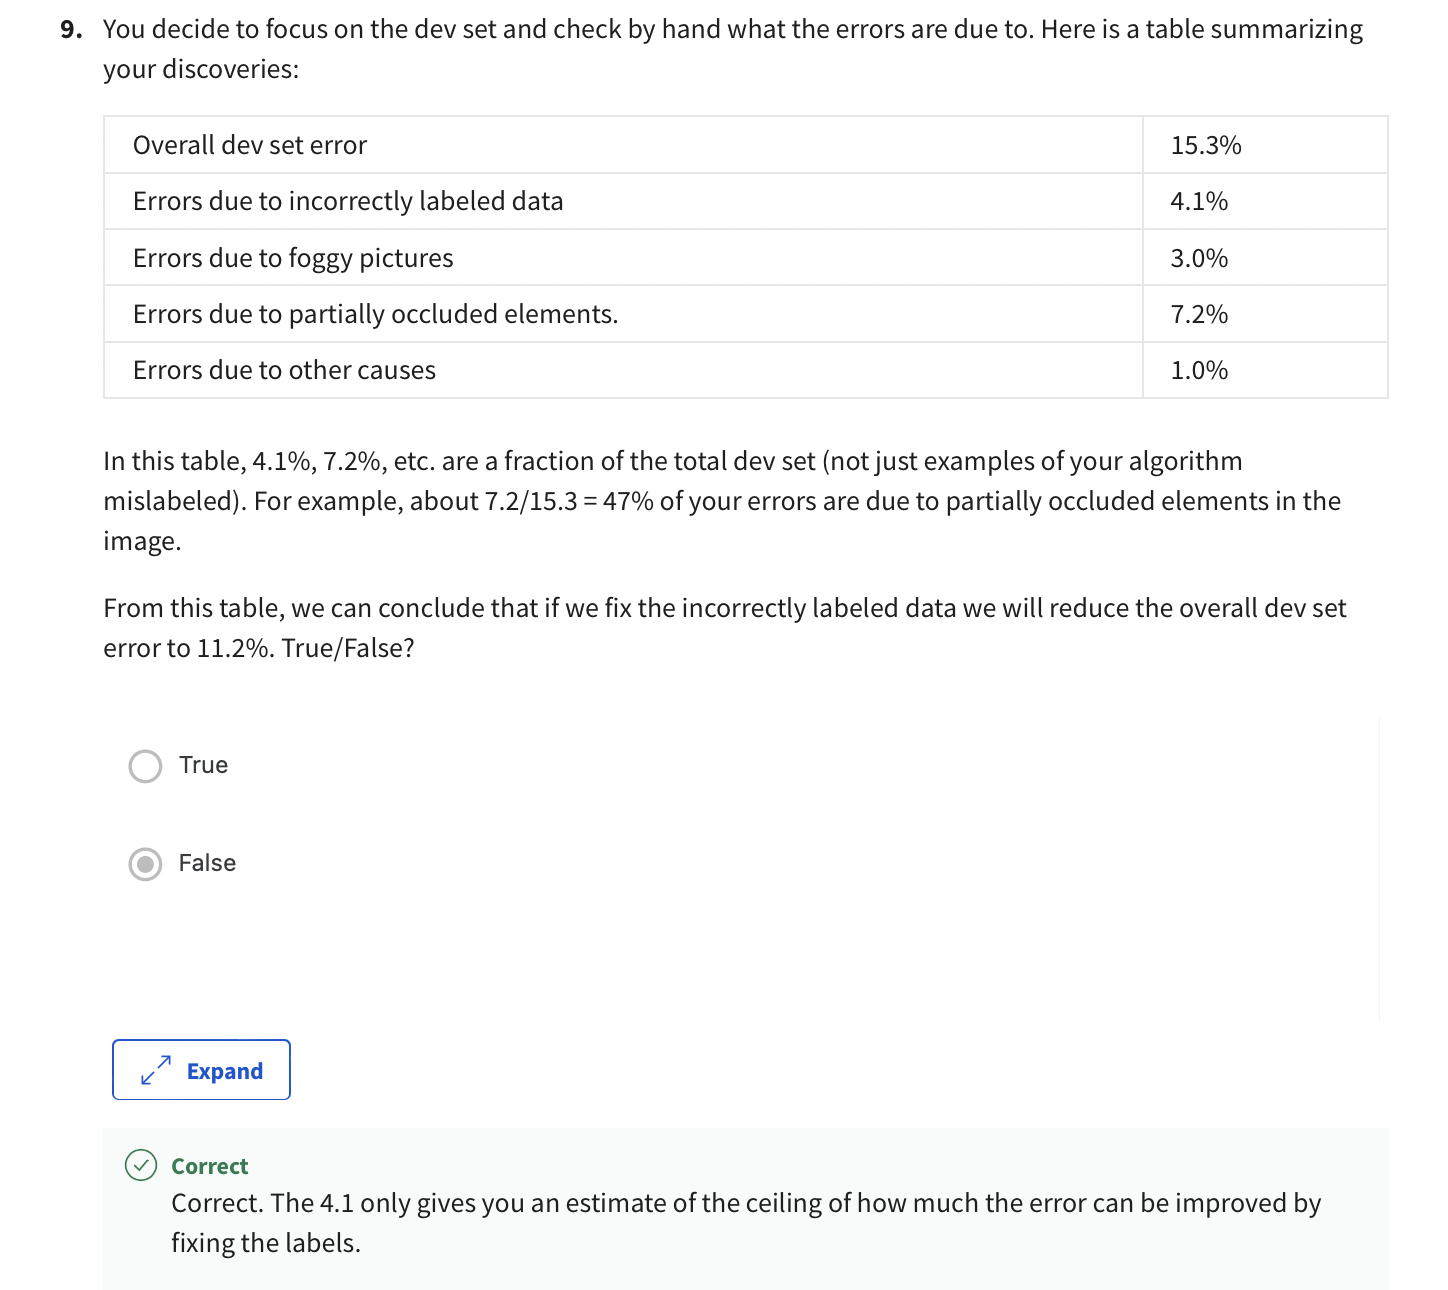 9. You decide to focus on the dev set and check by hand what the errors are due to. Here is a table summarizing
your discoveries:
Overall dev set error 15.3%
Errors due to incorrectly labeled data 4.1%
Errors due to foggy pictures 3.0%
Errors due to partially occluded elements. 7.2%
Errors due to other causes 1.0%
In this table, 4.1%, 7.2%, etc. are a fraction of the total dev set (not just examples of your algorithm
mislabeled). For example, about 7.2/15.3 = 47% of your errors are due to partially occluded elements in the
image.
From this table, we can conclude that if we fix the incorrectly labeled data we will reduce the overall dev set
error to 11.2%. True/False?
True
False
Expand
Correct
Correct. The 4.1 only gives you an estimate of the ceiling of how much the error can be improved by
fixing the labels.